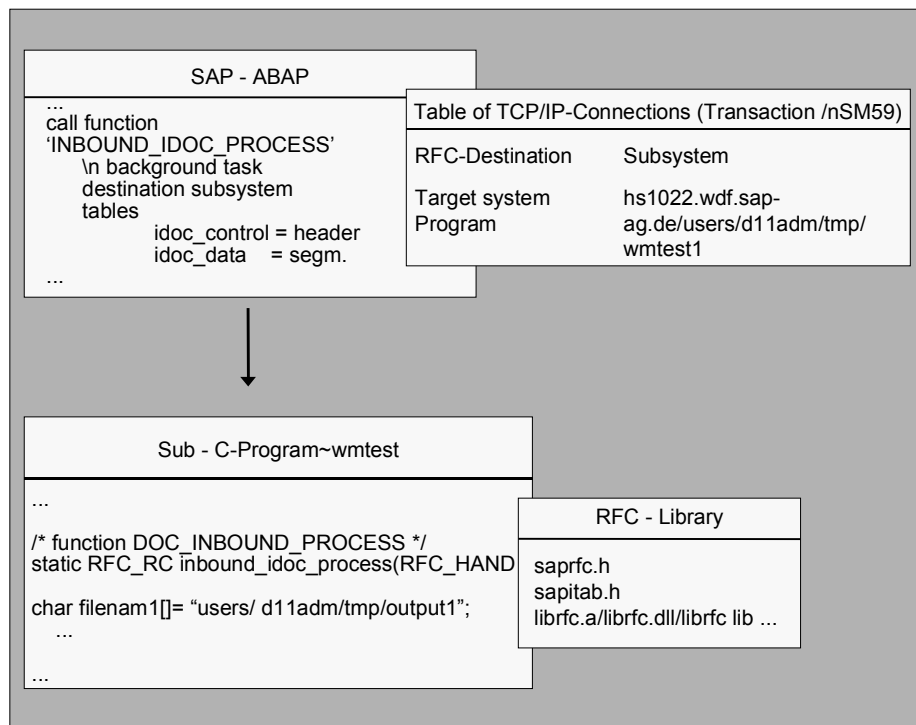 SAP - ABAP
...
call function
‘INBOUND_IDOC_PROCESS’
\n background task
destination subsystem
tables
idoc_control = header
idoc_data = segm.
...
Table of TCP/IP-Connections (Transaction /nSM59)
RFC-Destination Subsystem
Target system hs1022.wdf.sap-
Program ag.de/users/d11adm/tmp/
wmtest1
Sub - C-Program~wmtest
...
/* function DOC_INBOUND_PROCESS */
static RFC_RC inbound_idoc_process(RFC_HAND
char filenam1[]= “users/ d11adm/tmp/output1”;
...
...
RFC - Library
saprfc.h
sapitab.h
librfc.a/librfc.dll/librfc lib ...